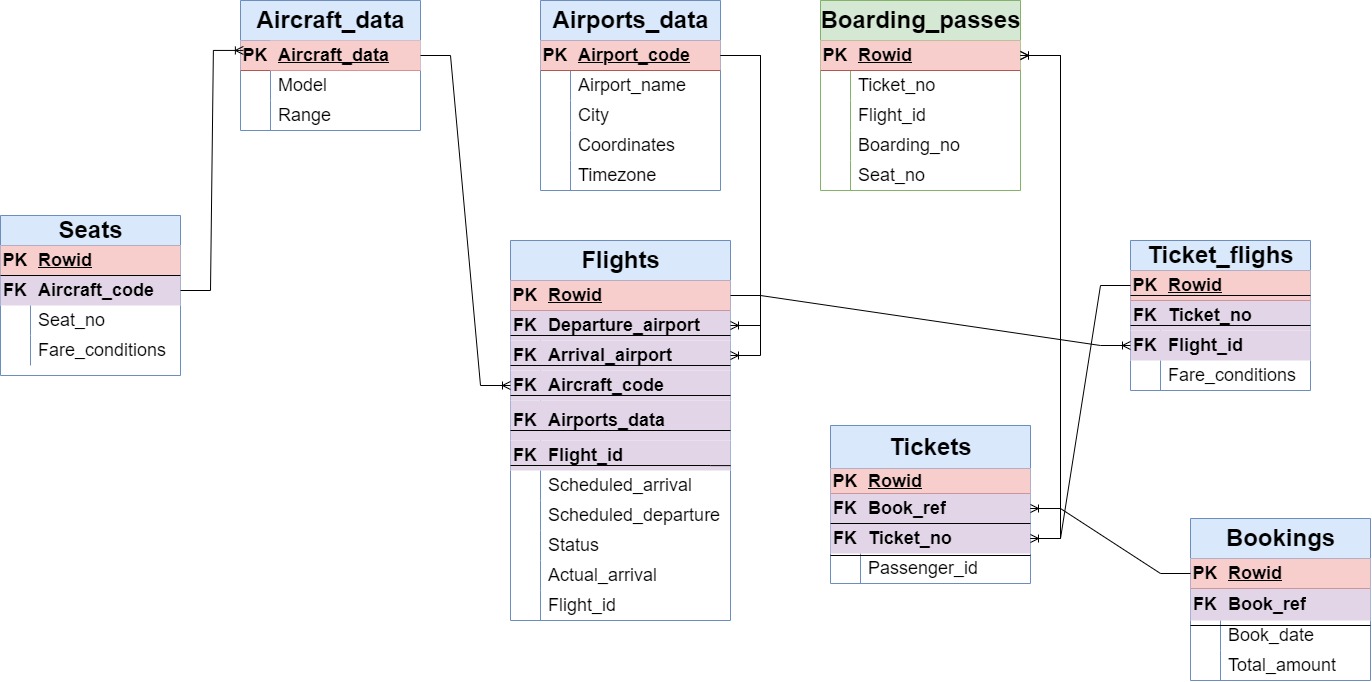 Aircraft_data
PK Aircraft_data
Model
Range
Airports_data
PK Airport_code
Airport_name
City
Coordinates
Timezone
Boarding_passes
PK Rowid
Ticket_no
Flight_id
Boarding_no
Seat_no
Seats
PK Rowid
FK Aircraft_code
Seat_no
Fare_conditions
Flights
PK Rowid
FK Departure_airport
FK Arrival_airport
FK Aircraft_code
FK Airports_data
FK Flight_id
Scheduled_arrival
Scheduled_departure
Status
Actual_arrival
Flight_id
Ticket_flighs
PK Rowid
FK Ticket_no
FK Flight_id
Fare_conditions
Tickets
PK Rowid
FK Book_ref
FK Ticket_no
Passenger_id
Bookings
PK Rowid
FK Book_ref
Book_date
Total_amount